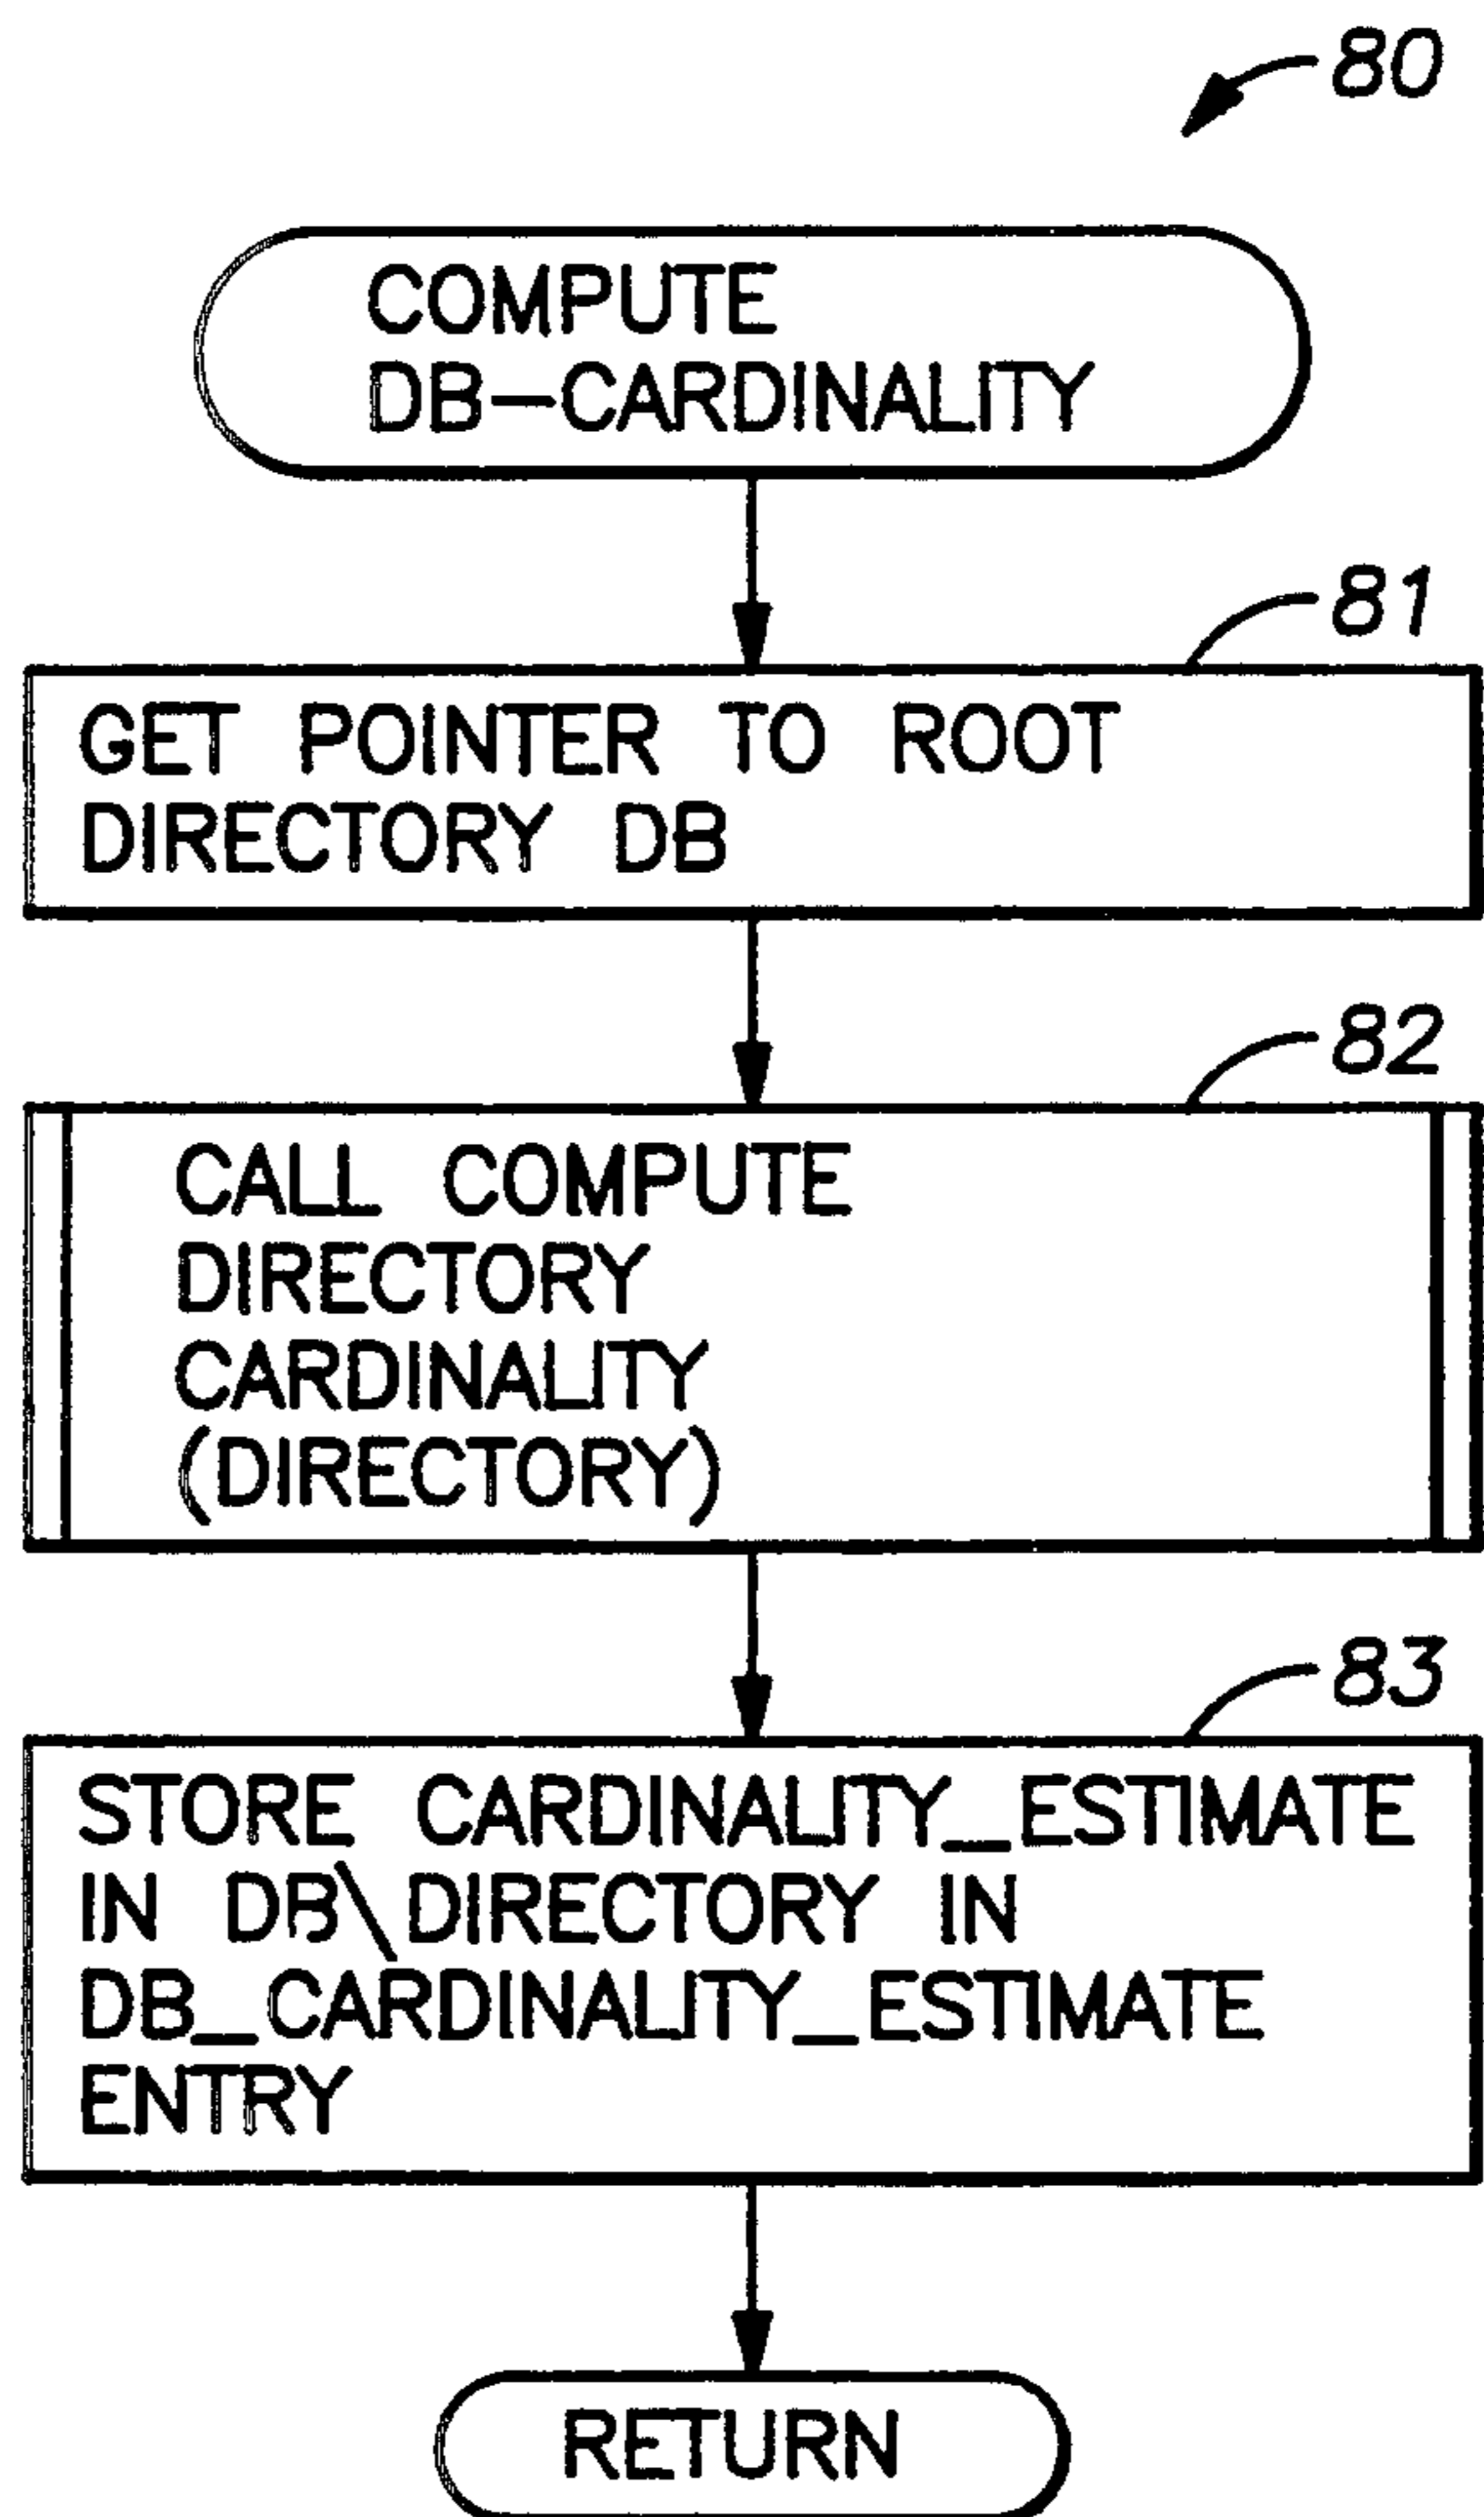 80
COMPUTE
DB-CARDINALITY
81
GET POINTER TO ROOT
DIRECTORY DB
82
CALL COMPUTE
DIRECTORY
CARDINALITY
(DIRECTORY)
83
STORE CARDINALITY_ESTIMATE
IN DB\DIRECTORY IN
DB_CARDINALITY_ESTIMATE
ENTRY
RETURN